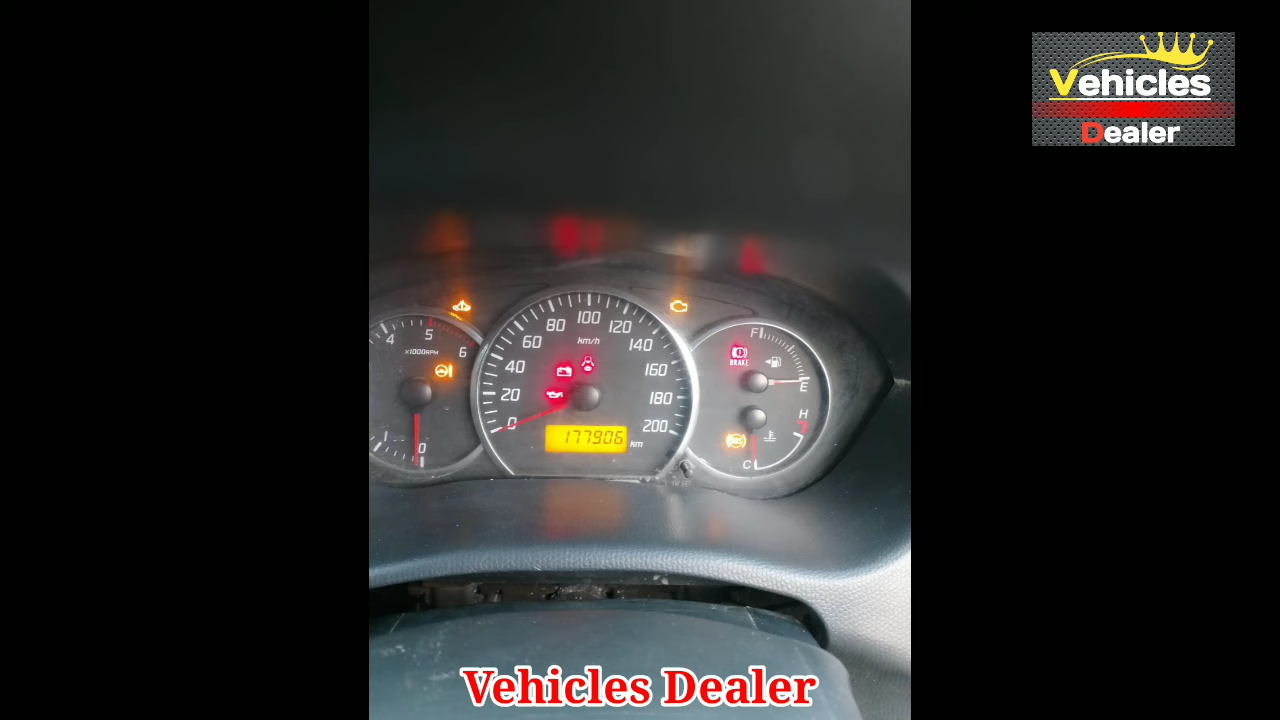 Vehicles
Dealer
80 100 120
60 km/h 140
40 160
20 180
0 200
177906 km
4 5 6
x1000RPM
1 0
F
BRAKE
E
H
ABS
C
Vehicles Dealer